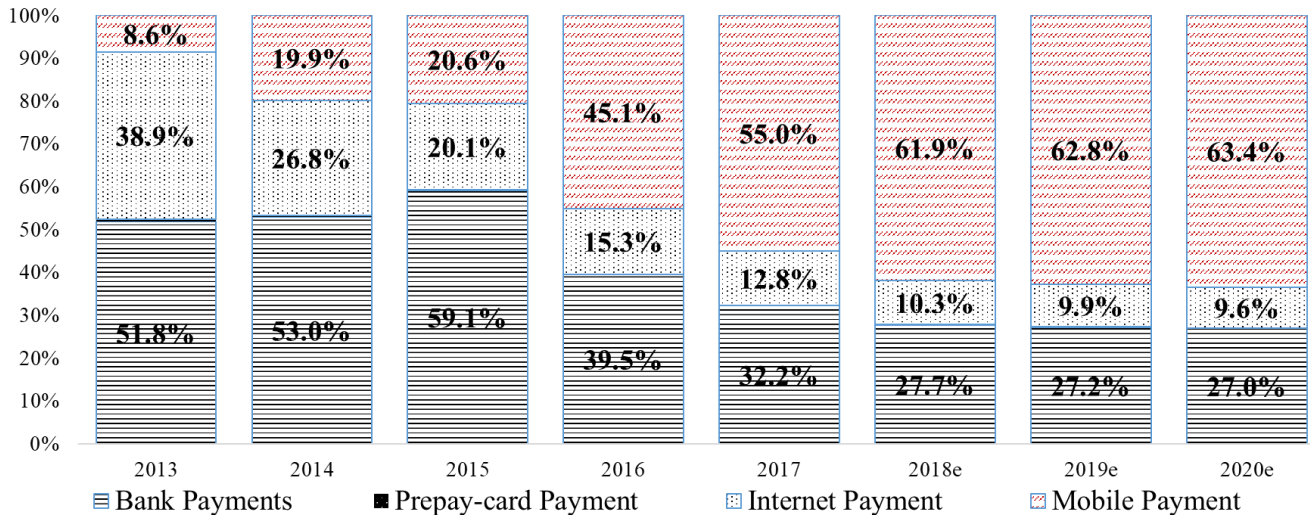 100%
90%
80%
70%
60%
50%
40%
30%
20%
10%
0%
8.6% 19.9% 20.6% 45.1% 55.0% 61.9% 62.8% 63.4%
38.9% 26.8% 20.1% 15.3% 12.8% 10.3% 9.9% 9.6%
51.8% 53.0% 59.1% 39.5% 32.2% 27.7% 27.2% 27.0%
2013 2014 2015 2016 2017 2018e 2019e 2020e
Bank Payments Prepay-card Payment Internet Payment Mobile Payment